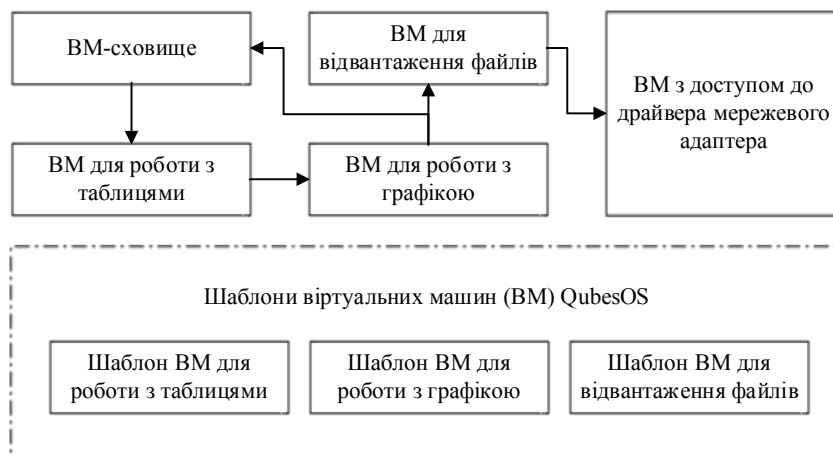 ВМ-сховище
ВМ для
відвантаження файлів
ВМ з доступом до
драйвера мережевого
адаптера
ВМ для роботи з
таблицями
ВМ для роботи з
графікою
Шаблони віртуальних машин (ВМ) QubesOS
Шаблон ВМ для
роботи з таблицями
Шаблон ВМ для
роботи з графікою
Шаблон ВМ для
відвантаження файлів